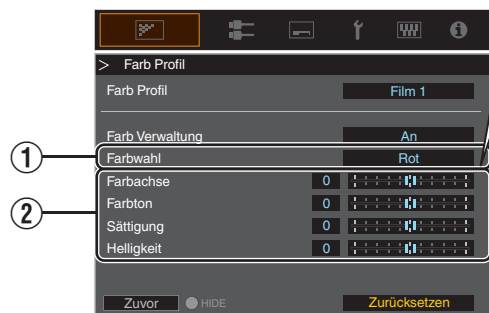 > Farb Profil
Farb Profil Film 1
Farb Verwaltung An
① Farbwahl Rot
② Farbachse 0
Farbton 0
Sättigung 0
Helligkeit 0
Zuvor HIDE Zurücksetzen